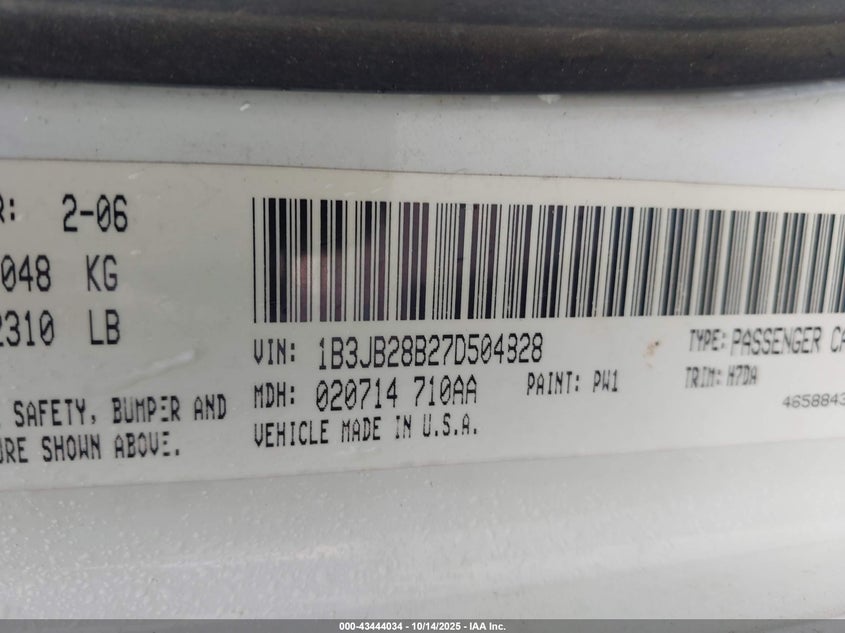 R: 2-06
048 KG
2310 LB
SAFETY, BUMPER AND
URE SHOWN ABOVE.
VIN: 1B3JB28B27D504828
MDH: 020714 710AA
VEHICLE MADE IN U.S.A.
PAINT: PW1
TYPE: PASSENGER CA
TRIM: H7DA
4658843
000-43444034 | 10/14/2025 - IAA Inc.